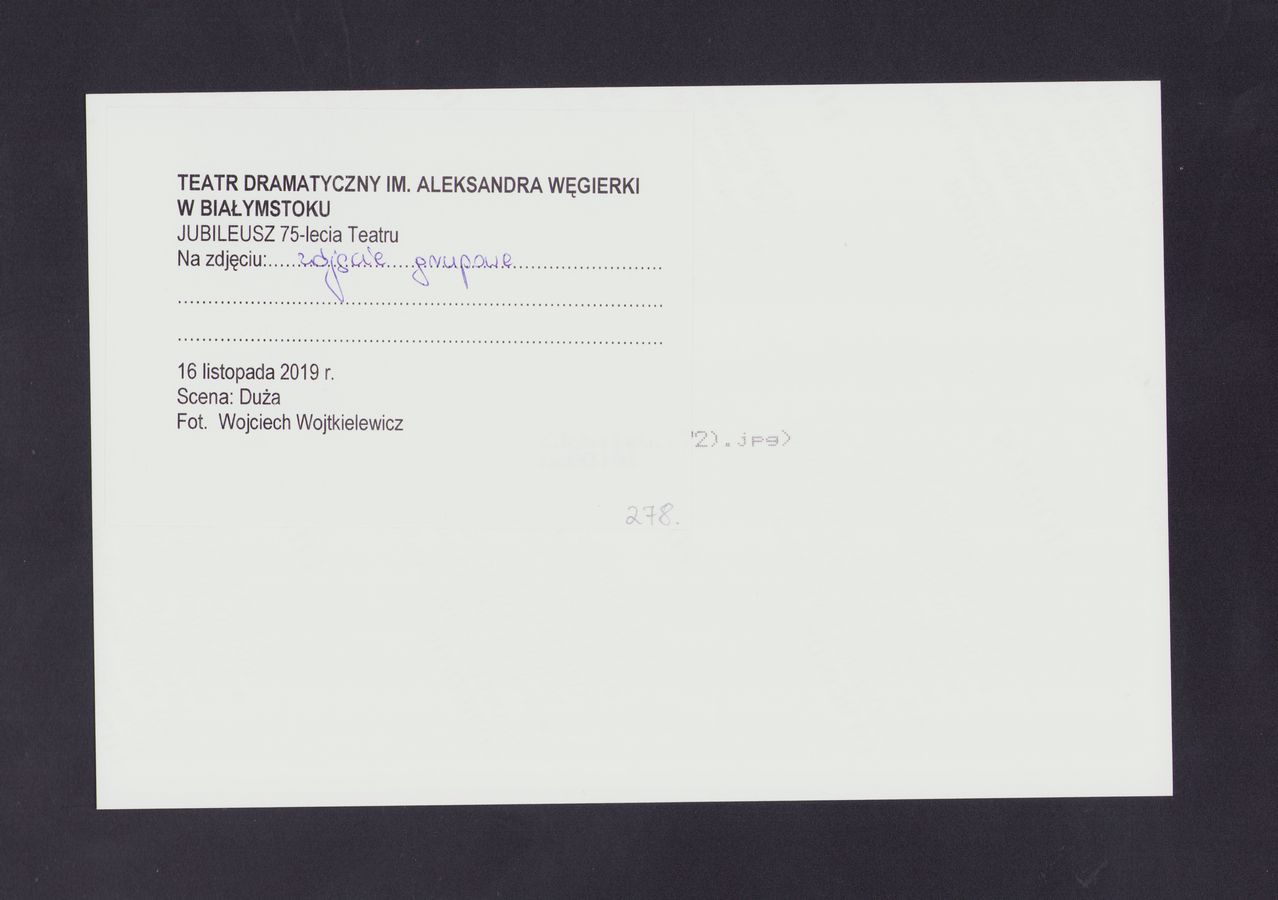 TEATR DRAMATYCZNY IM. ALEKSANDRA WĘGIERKI
W BIAŁYMSTOKU
JUBILEUSZ 75-lecia Teatru
Na zdjęciu:.....zdjęcie.....grupowe..............................
................................................................................
................................................................................
16 listopada 2019 r.
Scena: Duża
Fot. Wojciech Wojtkielewicz
2).jpg)
278.